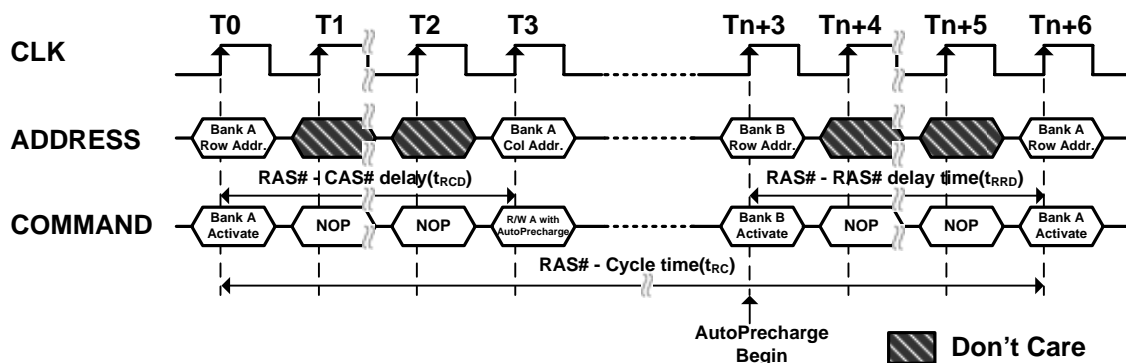 T0 T1 T2 T3 Tn+3 Tn+4 Tn+5 Tn+6
CLK
ADDRESS
Bank A
Row Addr.
Bank A
Col Addr.
Bank B
Row Addr.
Bank A
Row Addr.
RAS# - CAS# delay(tRCD)
RAS# - RAS# delay time(tRRD)
COMMAND
Bank A
Activate
NOP
NOP
R/W A with
AutoPrecharge
Bank B
Activate
NOP
NOP
Bank A
Activate
RAS# - Cycle time(tRC)
AutoPrecharge
Begin
Don't Care